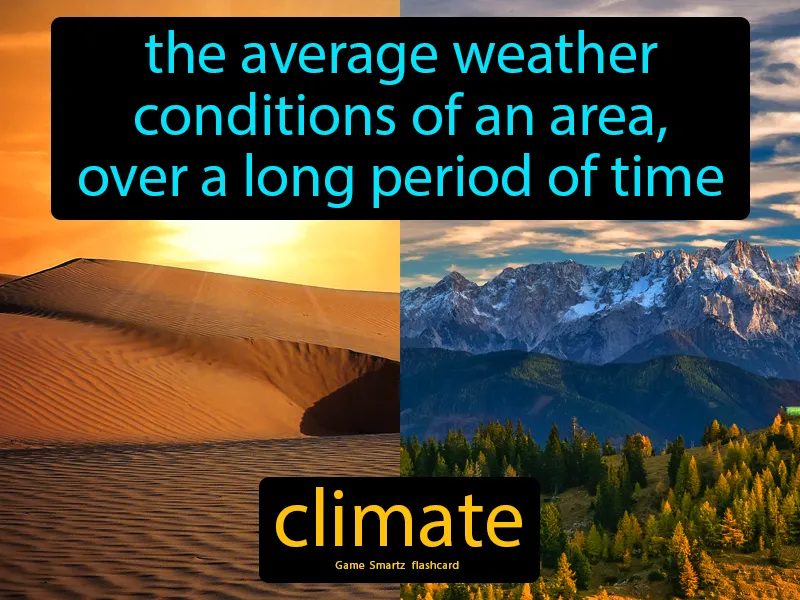 the average weather
conditions of an area,
over a long period of time
climate
Game Smartz flashcard